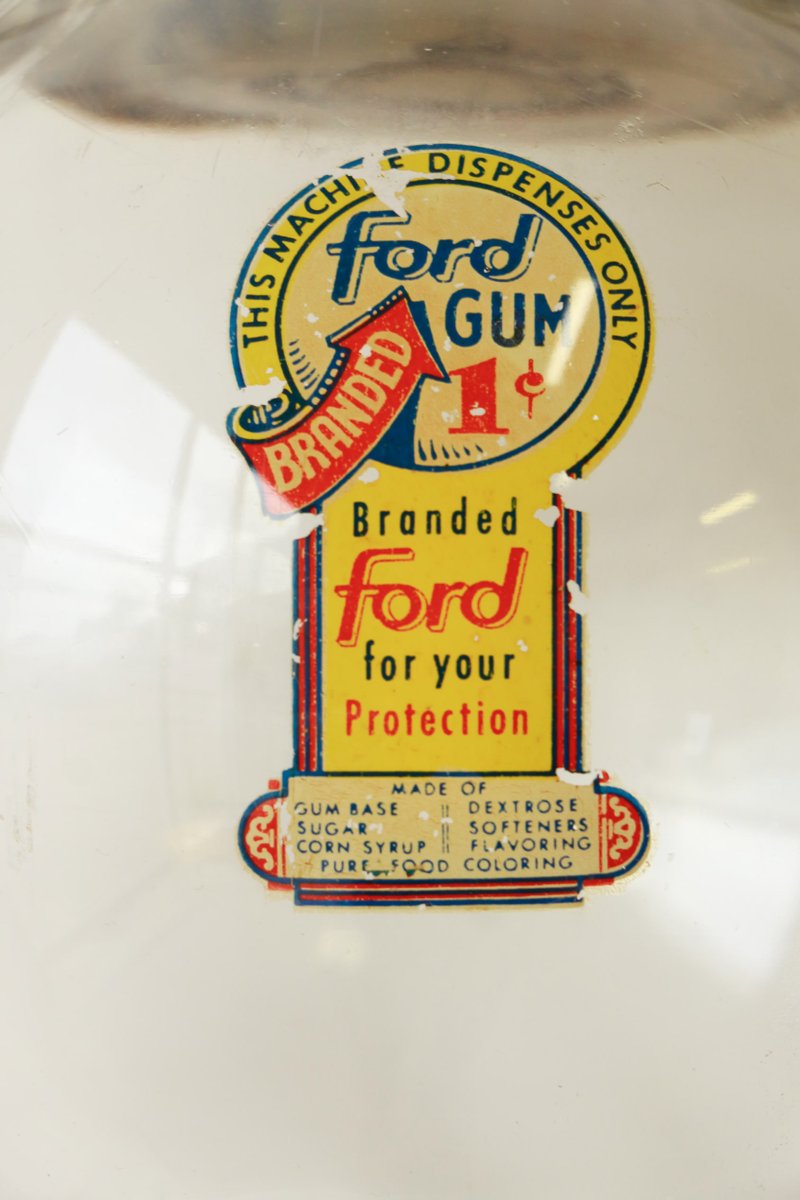 THIS MACHINE DISPENSES ONLY
ford
GUM
1¢
BRANDED
Branded
ford
for your
Protection
MADE OF
GUM BASE
SUGAR
CORN SYRUP
DEXTROSE
SOFTENERS
FLAVORING
PURE FOOD COLORING